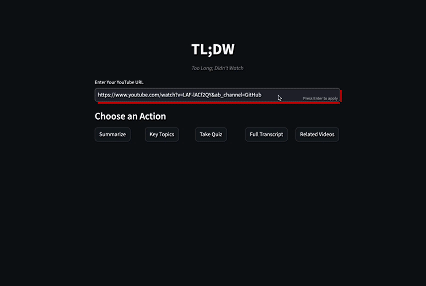 TL;DW
Too Long, Didn't Watch
Enter Your YouTube URL
https://www.youtube.com/watch?v=LAF-lACf2QY&ab_channel=GitHub
Press Enter to apply
Choose an Action
Summarize
Key Topics
Take Quiz
Full Transcript
Related Videos